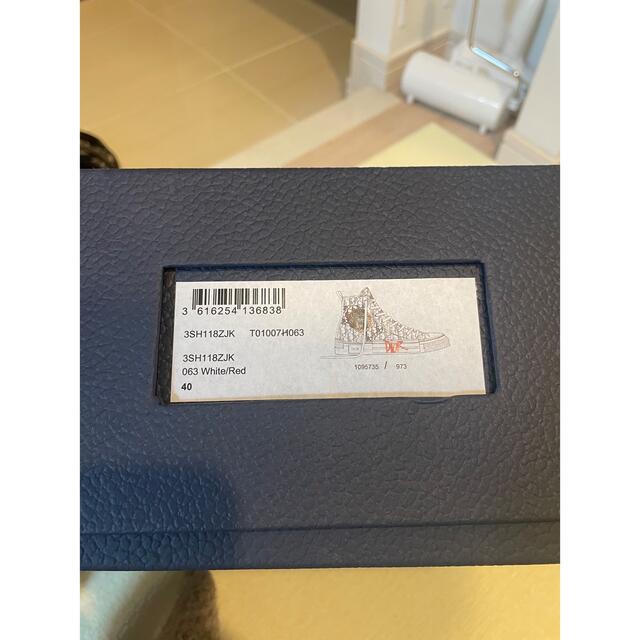 3 616254 136838
3SH118ZJK T01007H063
3SH118ZJK
063 White/Red
40
1095735 / 973